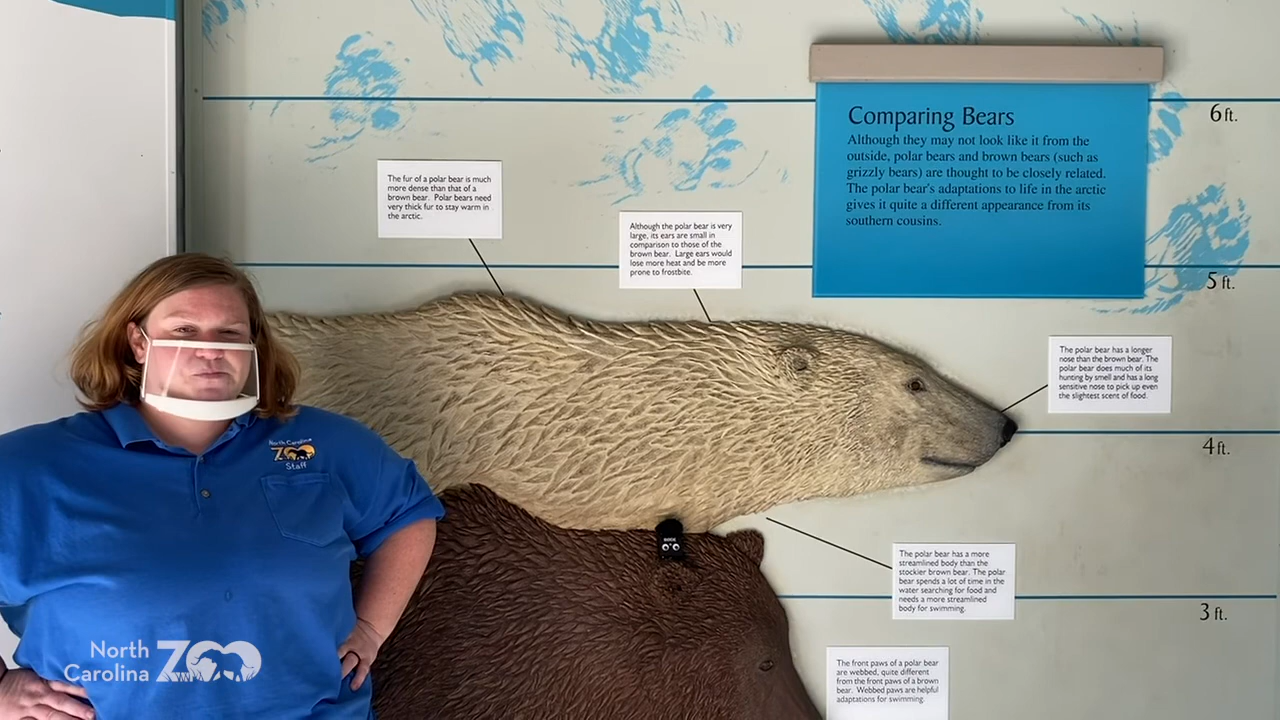 Comparing Bears
Although they may not look like it from the
outside, polar bears and brown bears (such as
grizzly bears) are thought to be closely related.
The polar bear's adaptations to life in the arctic
gives it quite a different appearance from its
southern cousins.
6 ft.
The fur of a polar bear is much
more dense than that of a
brown bear. Polar bears need
very thick fur to stay warm in
the arctic.
Although the polar bear is very
large, its ears are small in
comparison to those of the
brown bear. Large ears would
lose more heat and be more
prone to frostbite.
5 ft.
The polar bear has a longer
nose than the brown bear. The
polar bear does much of its
hunting by smell and has a long
sensitive nose to pick up even
the slightest scent of food.
4 ft.
North Carolina
ZOO
Staff
The polar bear has a more
streamlined body than the
stockier brown bear. The polar
bear spends a lot of time in the
water searching for food and
needs a more streamlined
body for swimming.
3 ft.
The front paws of a polar bear
are webbed, quite different
from the front paws of a brown
bear. Webbed paws are helpful
adaptations for swimming.
North
Carolina ZOO